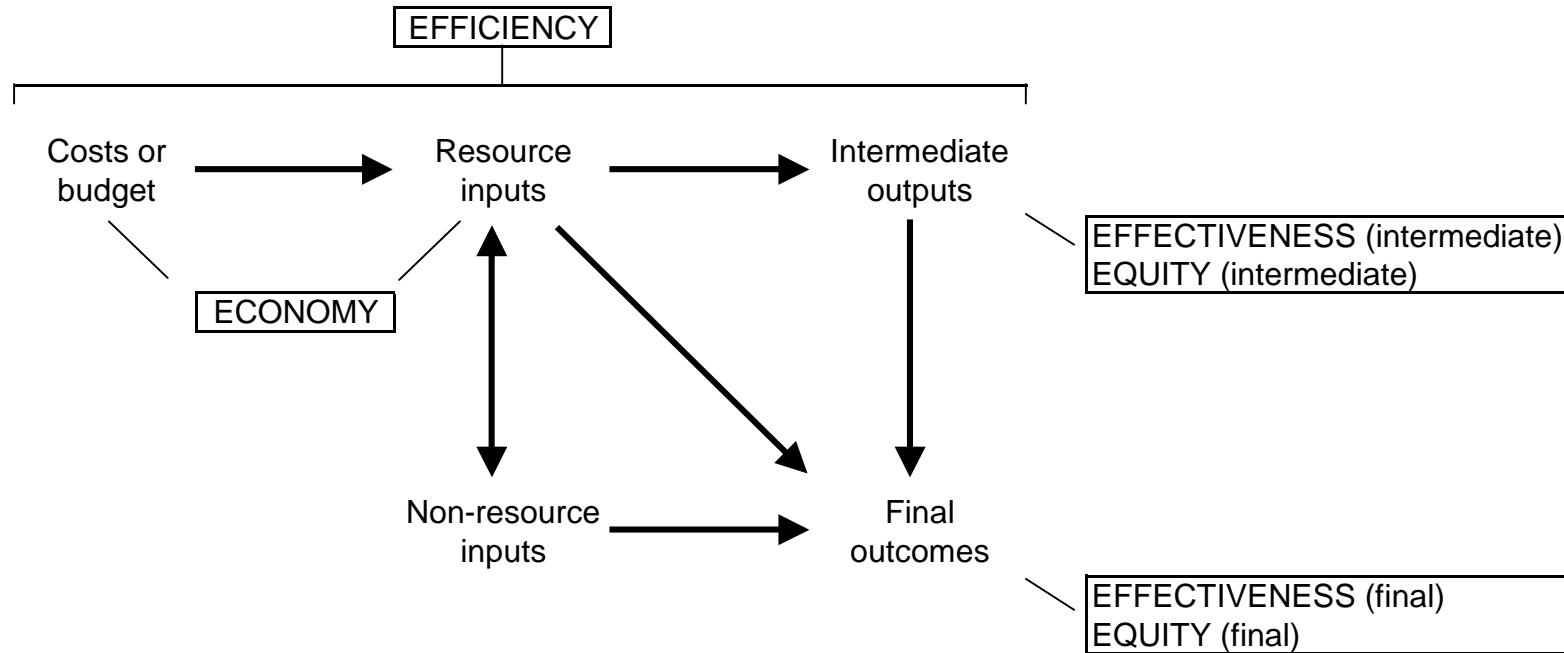 EFFICIENCY
Costs or
budget
Resource
inputs
Intermediate
outputs
EFFECTIVENESS (intermediate)
EQUITY (intermediate)
ECONOMY
Non-resource
inputs
Final
outcomes
EFFECTIVENESS (final)
EQUITY (final)